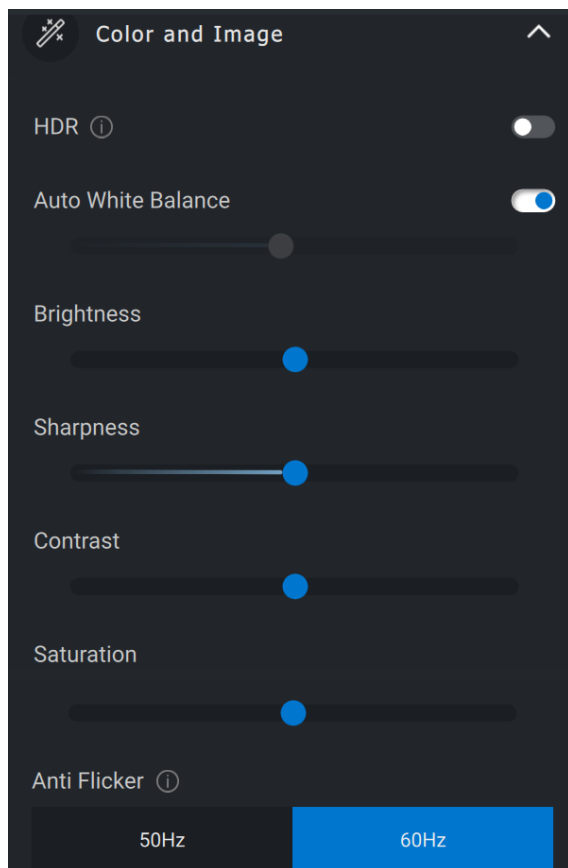 Color and Image
HDR
Auto White Balance
Brightness
Sharpness
Contrast
Saturation
Anti Flicker
50Hz 60Hz